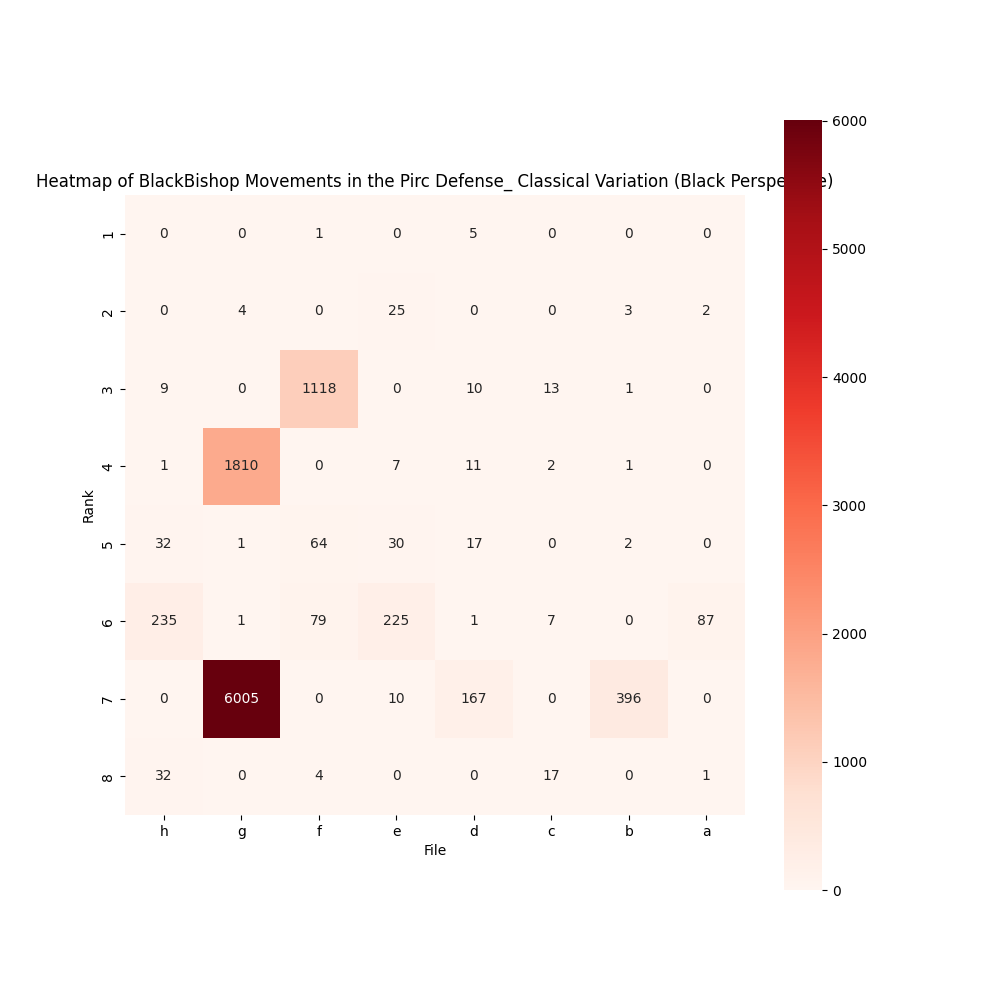 Heatmap of BlackBishop Movements in the Pirc Defense_ Classical Variation (Black Perspe e)
6000
5000
4000
3000
2000
1000
0
Rank
1 0 0 1 0 5 0 0 0
2 0 4 0 25 0 0 3 2
3 9 0 1118 0 10 13 1 0
4 1 1810 0 7 11 2 1 0
5 32 1 64 30 17 0 2 0
6 235 1 79 225 1 7 0 87
7 0 6005 0 10 167 0 396 0
8 32 0 4 0 0 17 0 1
h g f e d c b a
File